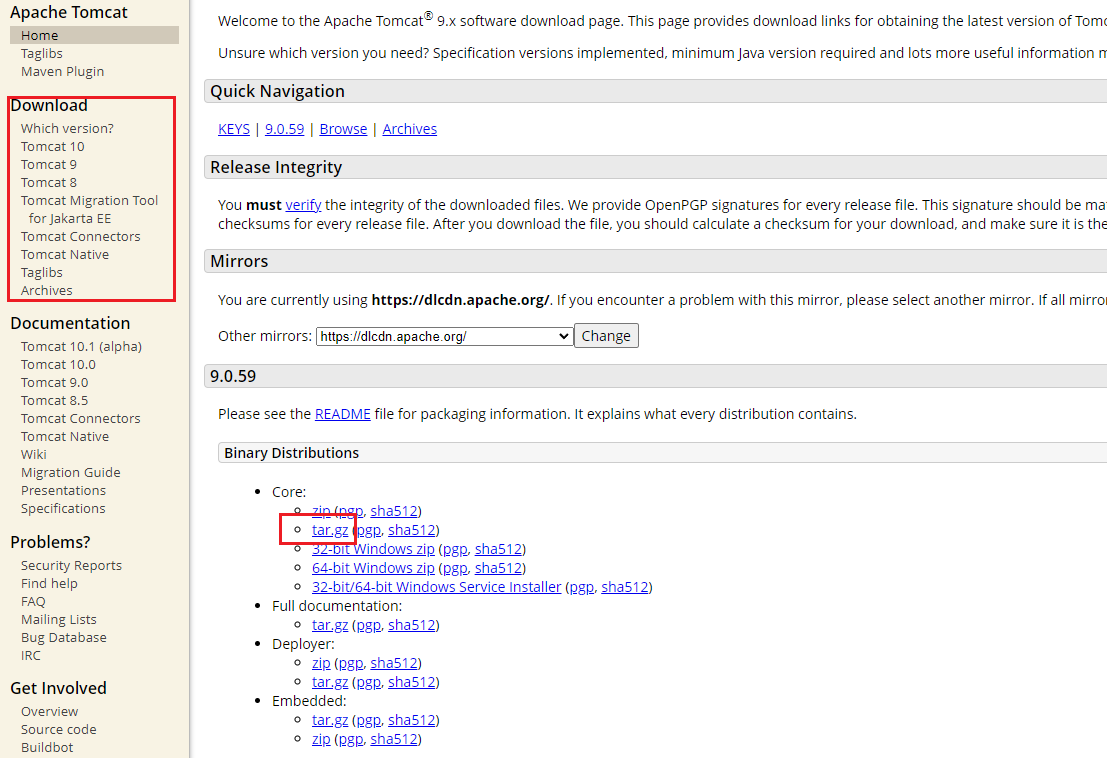 Apache Tomcat
Home
Taglibs
Maven Plugin
Download
Which version?
Tomcat 10
Tomcat 9
Tomcat 8
Tomcat Migration Tool
for Jakarta EE
Tomcat Connectors
Tomcat Native
Taglibs
Archives
Documentation
Tomcat 10.1 (alpha)
Tomcat 10.0
Tomcat 9.0
Tomcat 8.5
Tomcat Connectors
Tomcat Native
Wiki
Migration Guide
Presentations
Specifications
Problems?
Security Reports
Find help
FAQ
Mailing Lists
Bug Database
IRC
Get Involved
Overview
Source code
Buildbot
Welcome to the Apache Tomcat® 9.x software download page. This page provides download links for obtaining the latest version of Tomc
Unsure which version you need? Specification versions implemented, minimum Java version required and lots more useful information m
Quick Navigation
KEYS | 9.0.59 | Browse | Archives
Release Integrity
You must verify the integrity of the downloaded files. We provide OpenPGP signatures for every release file. This signature should be ma
checksums for every release file. After you download the file, you should calculate a checksum for your download, and make sure it is the
Mirrors
You are currently using https://dlcdn.apache.org/. If you encounter a problem with this mirror, please select another mirror. If all mirror
Other mirrors: https://dlcdn.apache.org/ Change
9.0.59
Please see the README file for packaging information. It explains what every distribution contains.
Binary Distributions
Core:
zip (pgp, sha512)
tar.gz (pgp, sha512)
32-bit Windows zip (pgp, sha512)
64-bit Windows zip (pgp, sha512)
32-bit/64-bit Windows Service Installer (pgp, sha512)
Full documentation:
tar.gz (pgp, sha512)
Deployer:
zip (pgp, sha512)
tar.gz (pgp, sha512)
Embedded:
tar.gz (pgp, sha512)
zip (pgp, sha512)